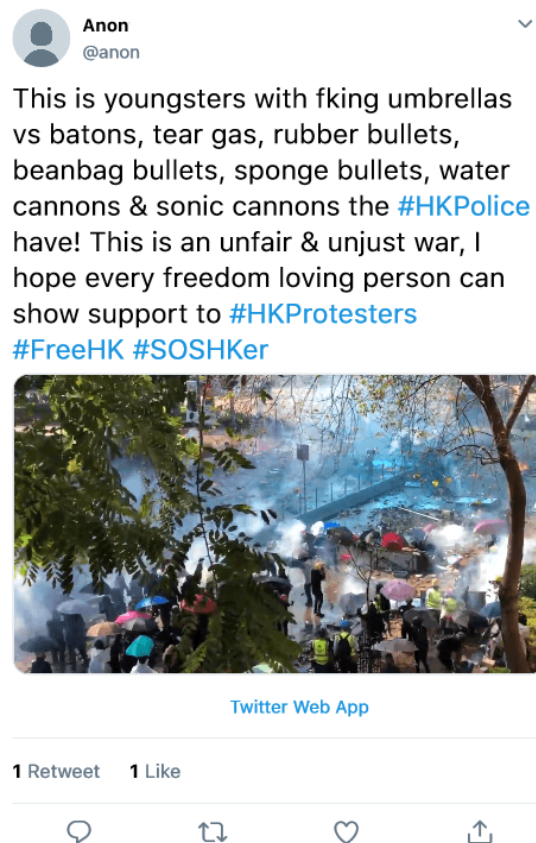 Anon
@anon
This is youngsters with fking umbrellas
vs batons, tear gas, rubber bullets,
beanbag bullets, sponge bullets, water
cannons & sonic cannons the #HKPolice
have! This is an unfair & unjust war, I
hope every freedom loving person can
show support to #HKProtesters
#FreeHK #SOSHKer
Twitter Web App
1 Retweet 1 Like